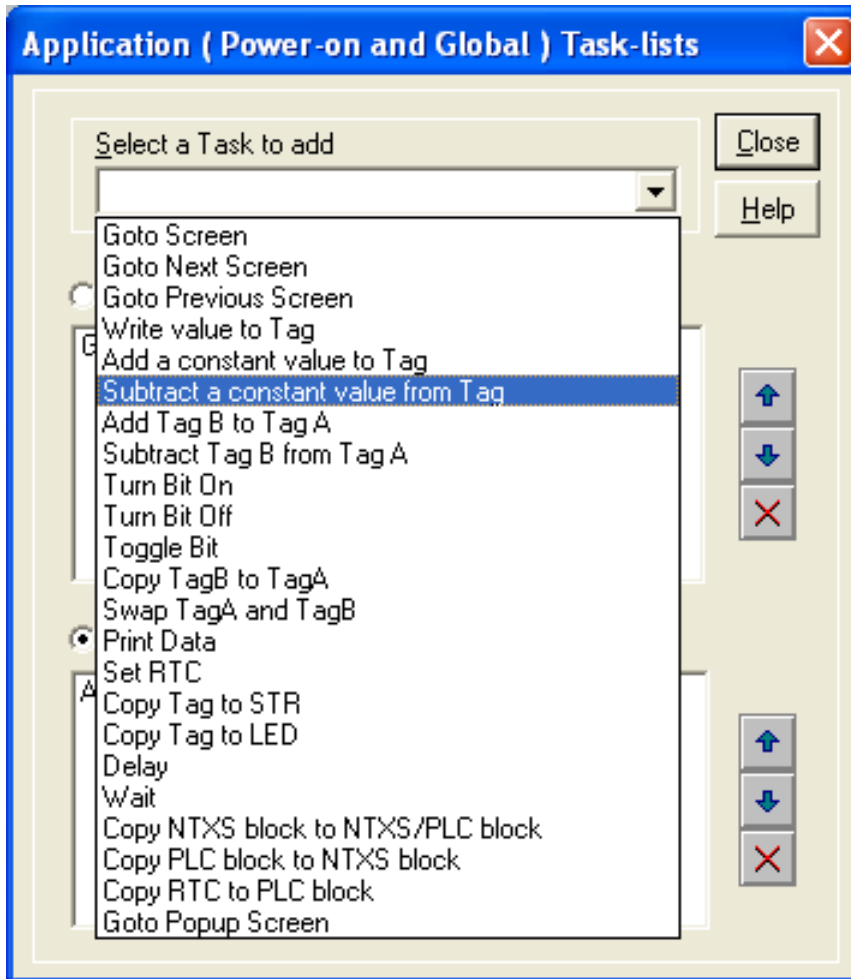 Application ( Power-on and Global ) Task-lists
Select a Task to add
Close
Help
Goto Screen
Goto Next Screen
Goto Previous Screen
Write value to Tag
Add a constant value to Tag
Subtract a constant value from Tag
Add Tag B to Tag A
Subtract Tag B from Tag A
Turn Bit On
Turn Bit Off
Toggle Bit
Copy TagB to TagA
Swap TagA and TagB
Print Data
Set RTC
Copy Tag to STR
Copy Tag to LED
Delay
Wait
Copy NTXS block to NTXS/PLC block
Copy PLC block to NTXS block
Copy RTC to PLC block
Goto Popup Screen